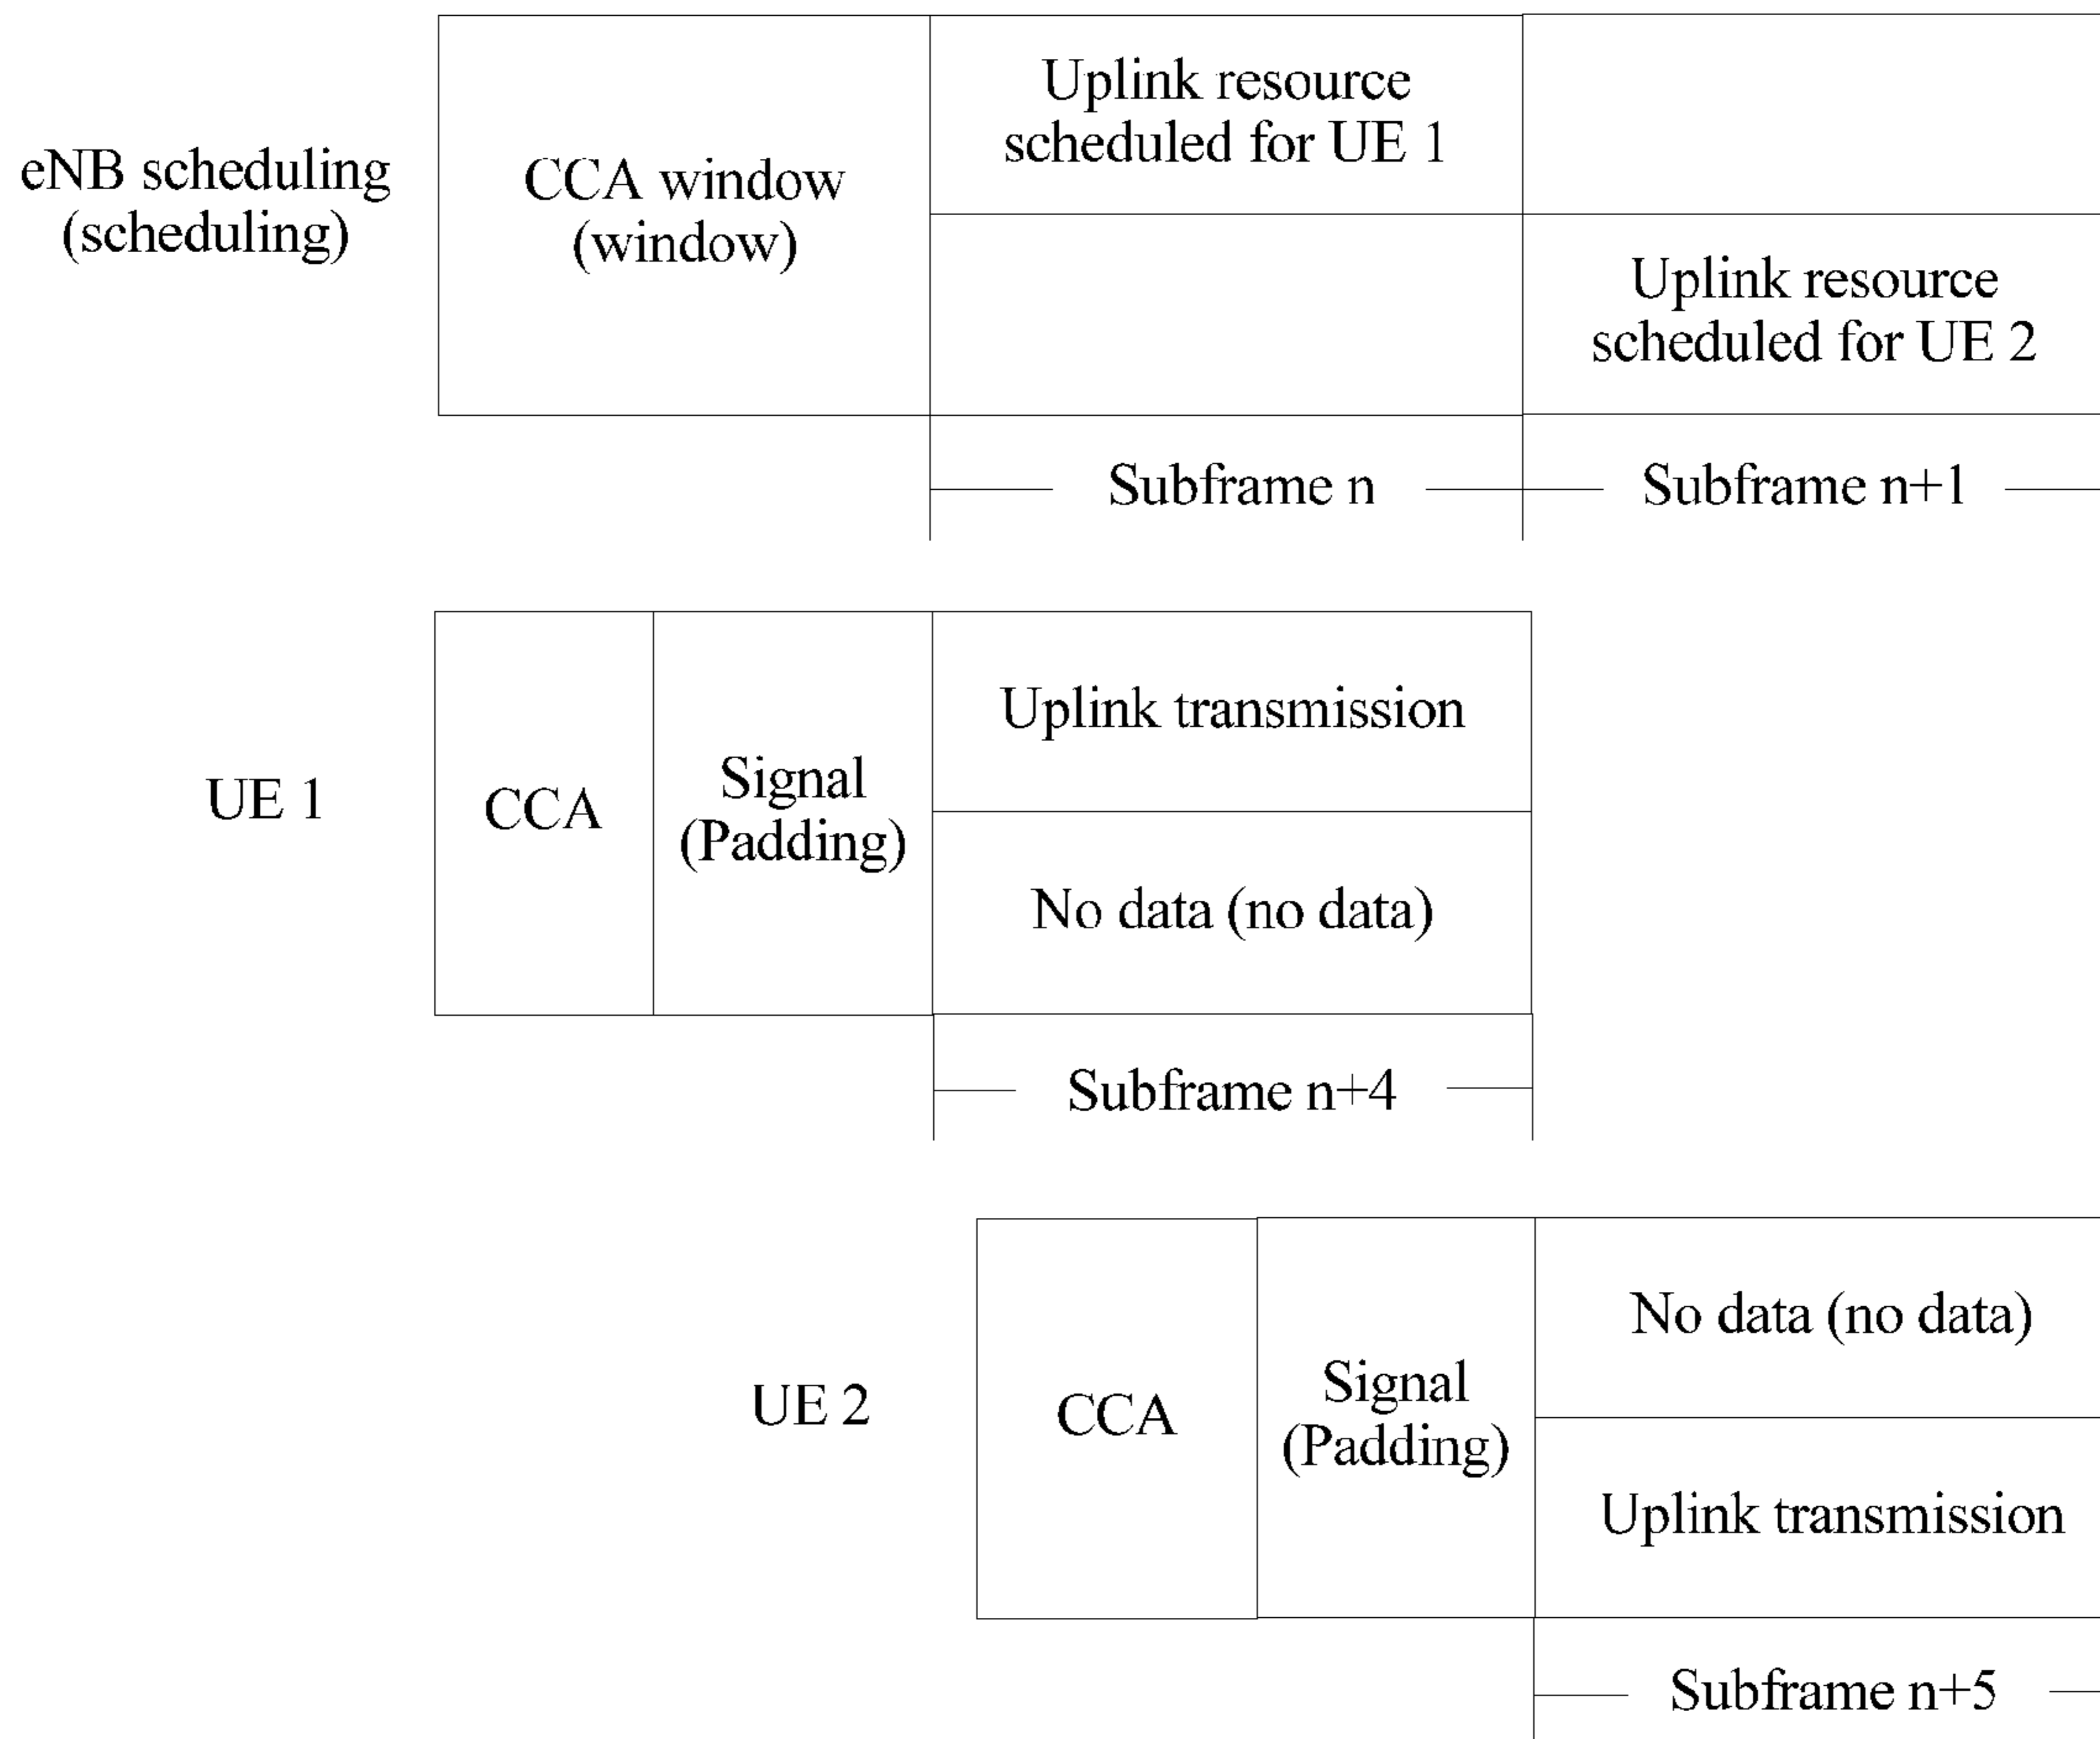 eNB scheduling
(scheduling)
CCA window
(window)
Uplink resource
scheduled for UE 1
Uplink resource
scheduled for UE 2
Subframe n
Subframe n+1
UE 1
CCA
Signal
(Padding)
Uplink transmission
No data (no data)
Subframe n+4
UE 2
CCA
Signal
(Padding)
No data (no data)
Uplink transmission
Subframe n+5